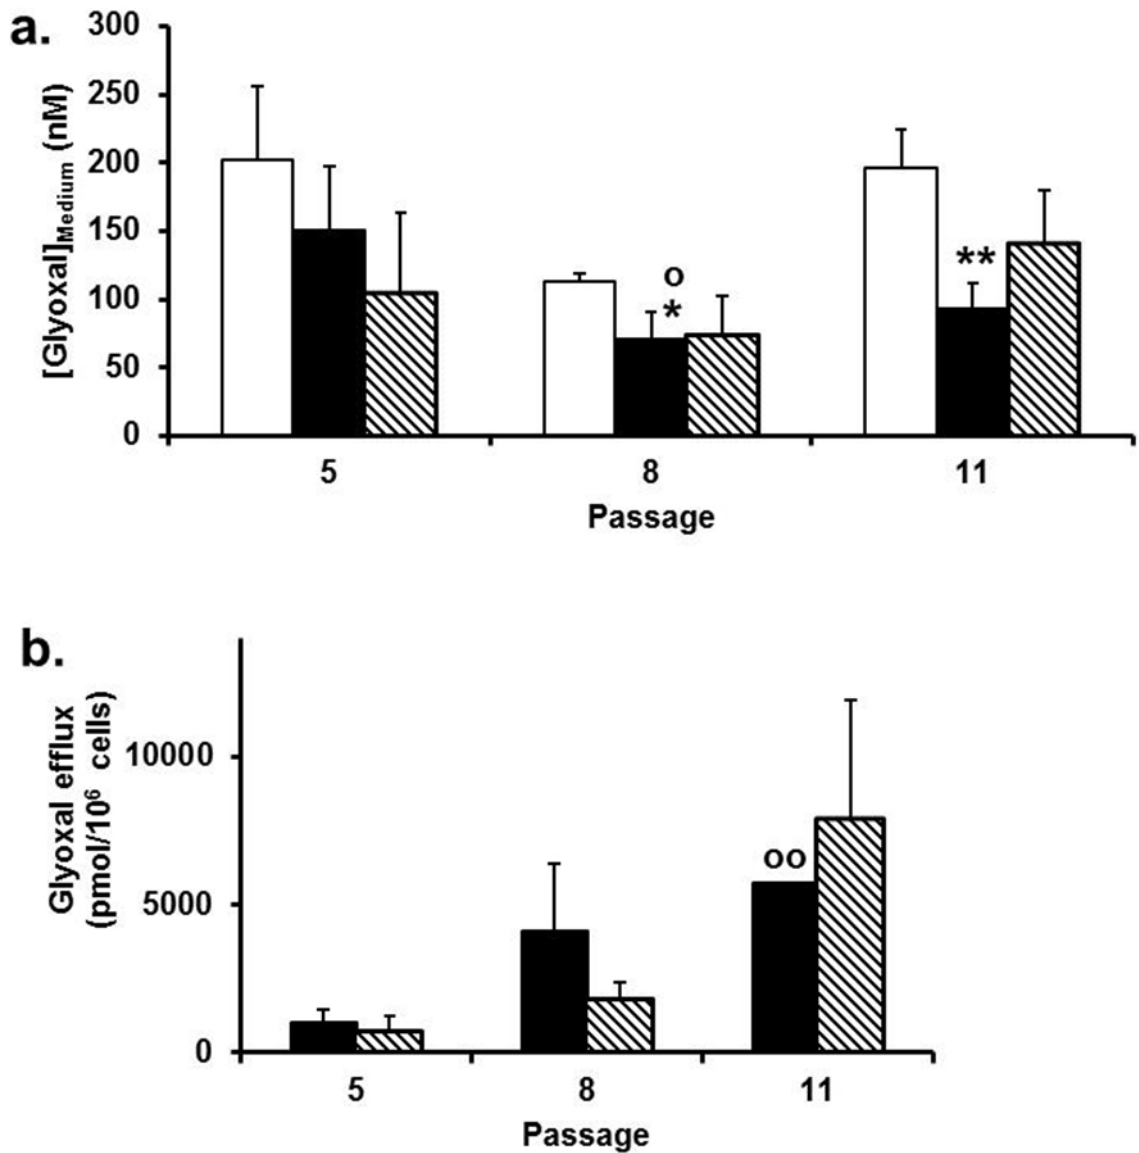 a.
[Glyoxal]Medium (nM)
300
250
200
150
100
50
0
o
*
**
5 8 11
Passage
b.
Glyoxal efflux
(pmol/10⁶ cells)
10000
5000
0
oo
5 8 11
Passage